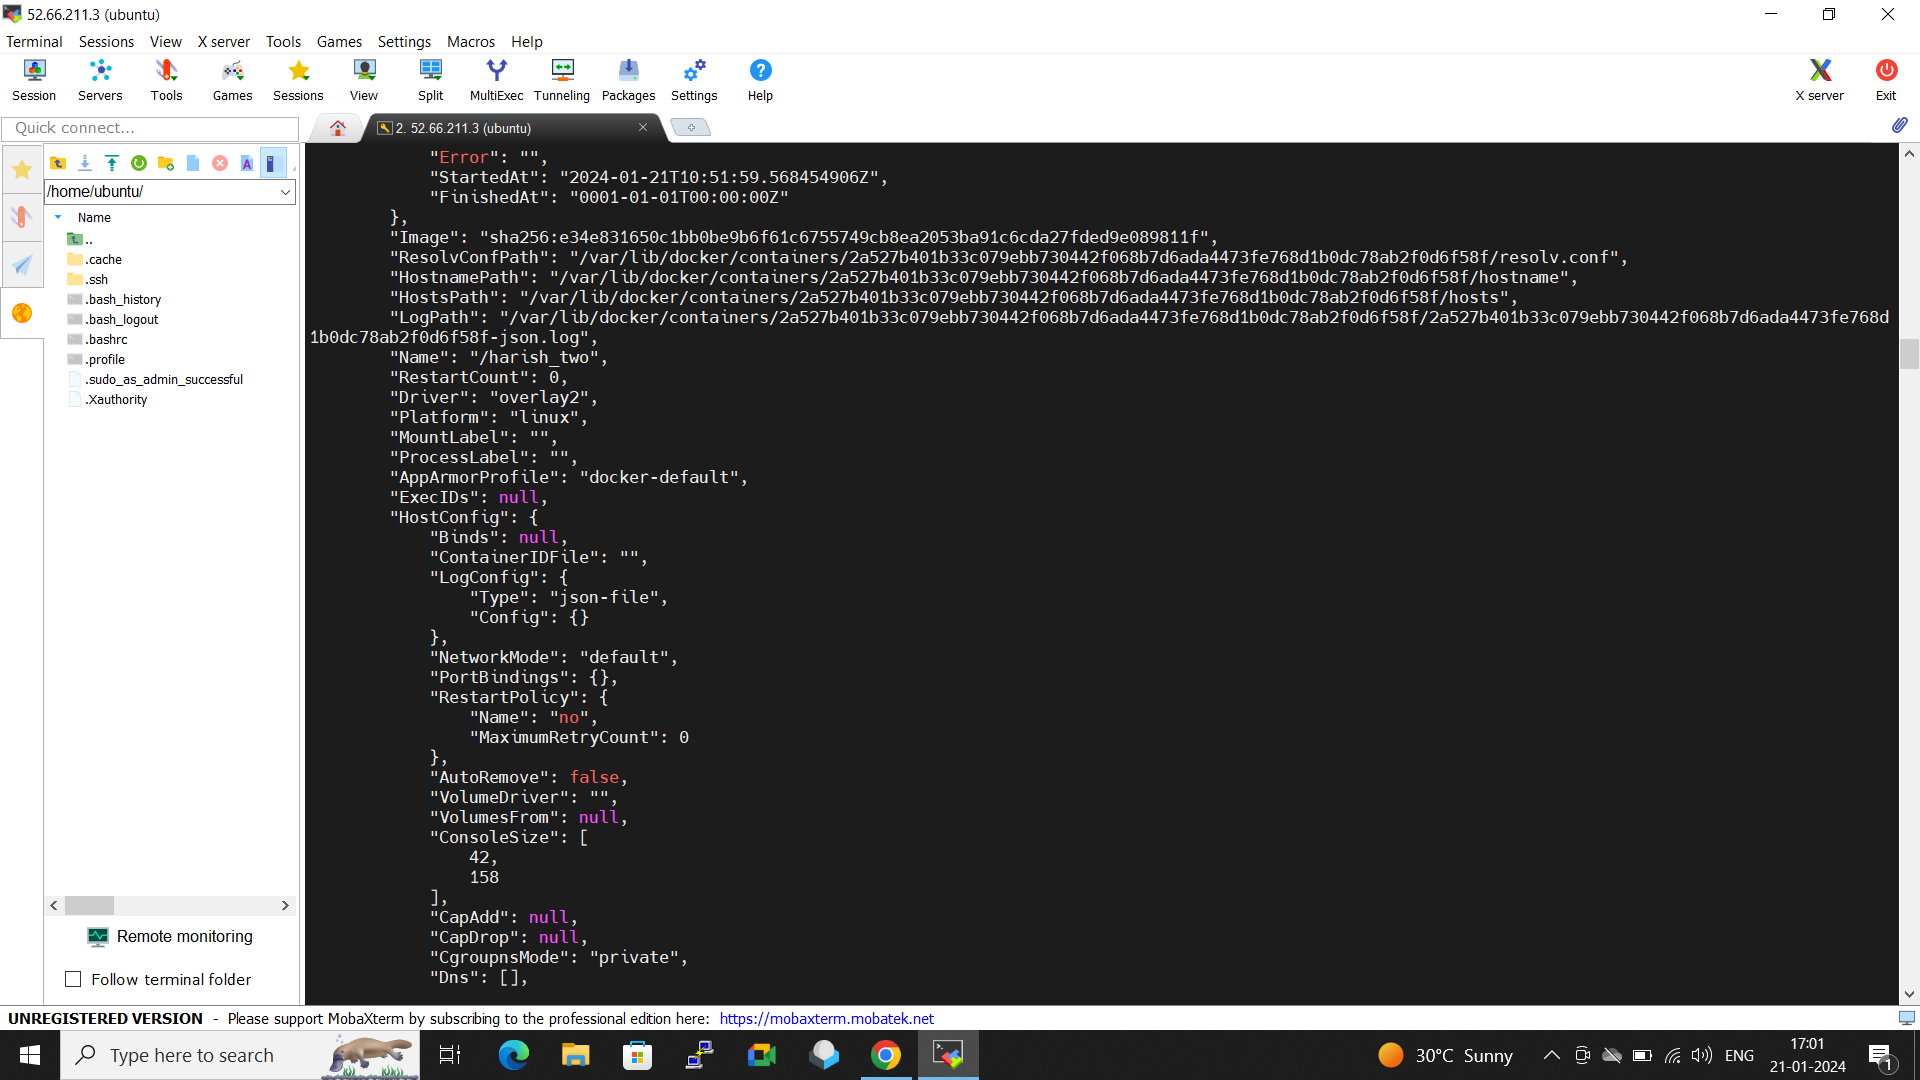 52.66.211.3 (ubuntu)
Terminal Sessions View X server Tools Games Settings Macros Help
Session Servers Tools Games Sessions View Split MultiExec Tunneling Packages Settings Help X server Exit
Quick connect...
2. 52.66.211.3 (ubuntu)
/home/ubuntu/
Name
..
.cache
.ssh
.bash_history
.bash_logout
.bashrc
.profile
.sudo_as_admin_successful
.Xauthority
Remote monitoring
Follow terminal folder
"Error": "",
"StartedAt": "2024-01-21T10:51:59.568454906Z",
"FinishedAt": "0001-01-01T00:00:00Z"
},
"Image": "sha256:e34e831650c1bb0be9b6f61c6755749cb8ea2053ba91c6cda27fded9e089811f",
"ResolvConfPath": "/var/lib/docker/containers/2a527b401b33c079ebb730442f068b7d6ada4473fe768d1b0dc78ab2f0d6f58f/resolv.conf",
"HostnamePath": "/var/lib/docker/containers/2a527b401b33c079ebb730442f068b7d6ada4473fe768d1b0dc78ab2f0d6f58f/hostname",
"HostsPath": "/var/lib/docker/containers/2a527b401b33c079ebb730442f068b7d6ada4473fe768d1b0dc78ab2f0d6f58f/hosts",
"LogPath": "/var/lib/docker/containers/2a527b401b33c079ebb730442f068b7d6ada4473fe768d1b0dc78ab2f0d6f58f/2a527b401b33c079ebb730442f068b7d6ada4473fe768d
1b0dc78ab2f0d6f58f-json.log",
"Name": "/harish_two",
"RestartCount": 0,
"Driver": "overlay2",
"Platform": "linux",
"MountLabel": "",
"ProcessLabel": "",
"AppArmorProfile": "docker-default",
"ExecIDs": null,
"HostConfig": {
"Binds": null,
"ContainerIDFile": "",
"LogConfig": {
"Type": "json-file",
"Config": {}
},
"NetworkMode": "default",
"PortBindings": {},
"RestartPolicy": {
"Name": "no",
"MaximumRetryCount": 0
},
"AutoRemove": false,
"VolumeDriver": "",
"VolumesFrom": null,
"ConsoleSize": [
42,
158
],
"CapAdd": null,
"CapDrop": null,
"CgroupnsMode": "private",
"Dns": [],
UNREGISTERED VERSION - Please support MobaXterm by subscribing to the professional edition here: https://mobaxterm.mobatek.net
Type here to search
30°C Sunny
ENG
17:01
21-01-2024
1